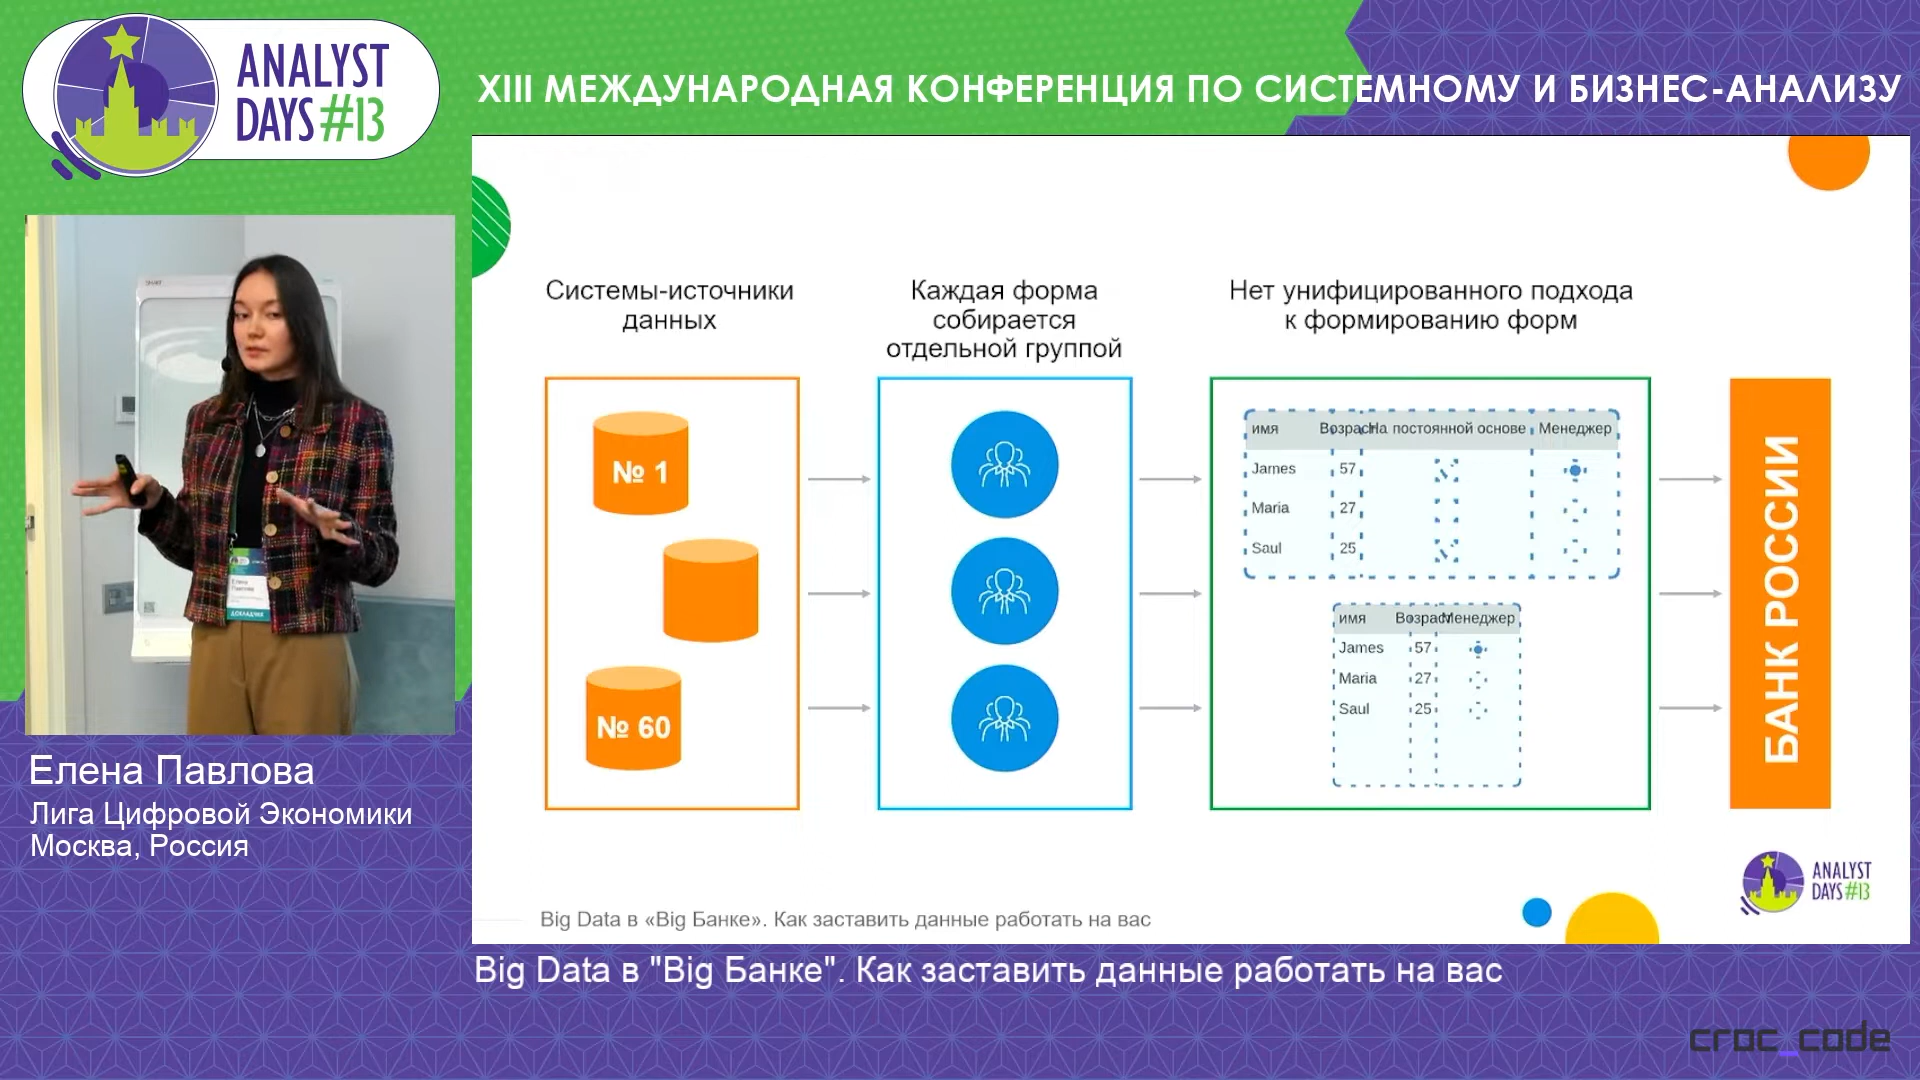 ANALYST
DAYS #13
XIII МЕЖДУНАРОДНАЯ КОНФЕРЕНЦИЯ ПО СИСТЕМНОМУ И БИЗНЕС-АНАЛИЗУ
Системы-источники
данных
№ 1
№ 60
Каждая форма
собирается
отдельной группой
Нет унифицированного подхода
к формированию форм
имя Возраст На постоянной основе Менеджер
James 57
Maria 27
Saul 25
имя Возраст Менеджер
James 57
Maria 27
Saul 25
БАНК РОССИИ
ANALYST
DAYS #13
Big Data в «Big Банке». Как заставить данные работать на вас
SMART
Елена
Павлова
ДОКЛАДЧИК
Елена Павлова
Лига Цифровой Экономики
Москва, Россия
Big Data в "Big Банке". Как заставить данные работать на вас
croc_code